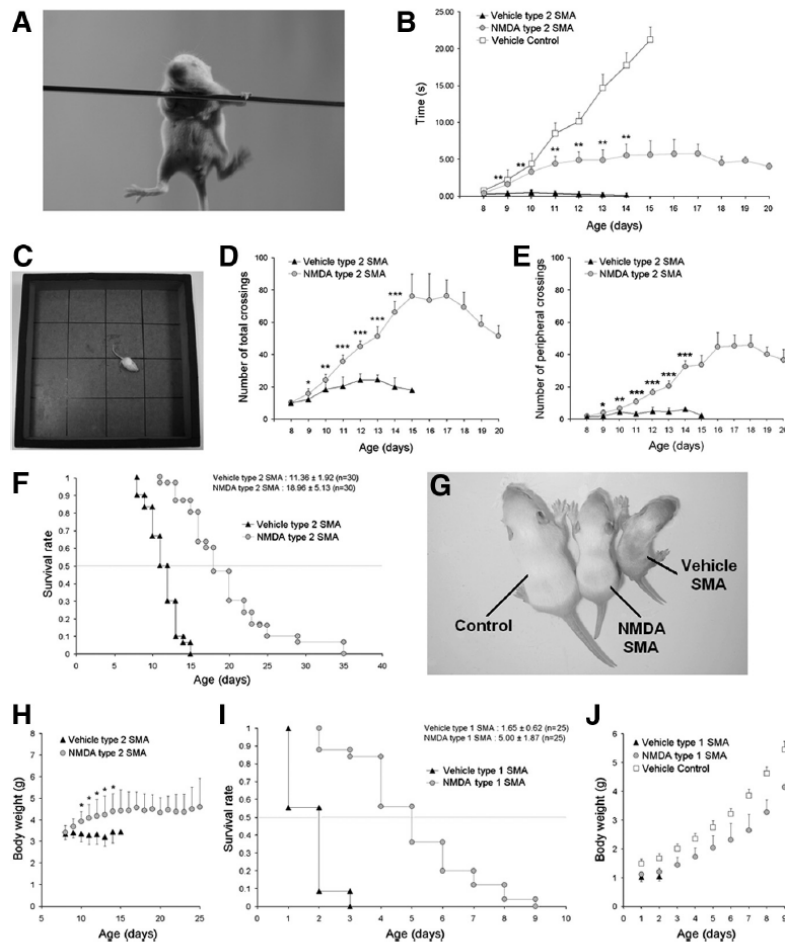 A
B
Vehicle type 2 SMA
NMDA type 2 SMA
Vehicle Control
25.00
20.00
15.00
10.00
5.00
0.00
Time (s)
** ** ** ** ** ** **
8 9 10 11 12 13 14 15 16 17 18 19 20
Age (days)
C
D
Vehicle type 2 SMA
NMDA type 2 SMA
100
80
60
40
20
0
Number of total crossings
* ** *** *** *** ***
8 9 10 11 12 13 14 15 16 17 18 19 20
Age (days)
E
Vehicle type 2 SMA
NMDA type 2 SMA
100
80
60
40
20
0
Number of peripheral crossings
* ** *** *** *** ***
8 9 10 11 12 13 14 15 16 17 18 19 20
Age (days)
F
Vehicle type 2 SMA : 11.36 ± 1.92 (n=30)
NMDA type 2 SMA : 18.96 ± 5.13 (n=30)
Vehicle type 2 SMA
NMDA type 2 SMA
1
0.9
0.8
0.7
0.6
0.5
0.4
0.3
0.2
0.1
0
Survival rate
0 5 10 15 20 25 30 35 40
Age (days)
G
Control
NMDA
SMA
Vehicle
SMA
H
Vehicle type 2 SMA
NMDA type 2 SMA
8
7
6
5
4
3
2
1
0
Body weight (g)
* * * * *
5 10 15 20 25
Age (days)
I
Vehicle type 1 SMA : 1.65 ± 0.62 (n=25)
NMDA type 1 SMA : 5.00 ± 1.87 (n=25)
Vehicle type 1 SMA
NMDA type 1 SMA
1
0.9
0.8
0.7
0.6
0.5
0.4
0.3
0.2
0.1
0
Survival rate
0 1 2 3 4 5 6 7 8 9 10
Age (days)
J
Vehicle type 1 SMA
NMDA type 1 SMA
Vehicle Control
6
5
4
3
2
1
0
Body weight (g)
0 1 2 3 4 5 6 7 8 9
Age (days)